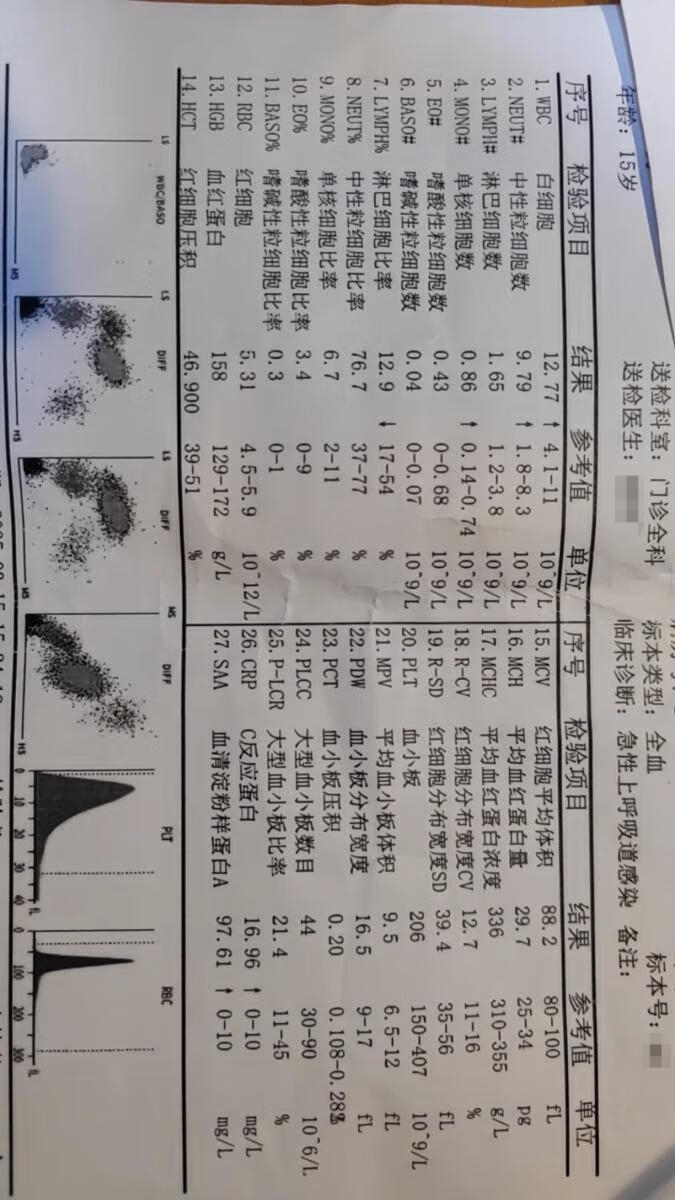 送检科室：门诊全科 标本类型：全血 标本号：
年龄：15岁 送检医生： 临床诊断：急性上呼吸道感染 备注：
序号 检验项目 结果 参考值 单位 序号 检验项目 结果 参考值 单位
1. WBC 白细胞 12.77 ↑ 4.1-11 10^9/L 15. MCV 红细胞平均体积 88.2 80-100 fL
2. NEUT# 中性粒细胞数 9.79 ↑ 1.8-8.3 10^9/L 16. MCH 平均血红蛋白量 29.7 25-34 pg
3. LYMPH# 淋巴细胞数 1.65 1.2-3.8 10^9/L 17. MCHC 平均血红蛋白浓度 336 310-355 g/L
4. MONO# 单核细胞数 0.86 ↑ 0.14-0.74 10^9/L 18. R-CV 红细胞分布宽度CV 12.7 11-16 %
5. EO# 嗜酸性粒细胞数 0.43 0-0.68 10^9/L 19. R-SD 红细胞分布宽度SD 39.4 35-56 fL
6. BASO# 嗜碱性粒细胞数 0.04 0-0.07 10^9/L 20. PLT 血小板 206 150-407 10^9/L
7. LYMPH% 淋巴细胞比率 12.9 ↓ 17-54 % 21. MPV 平均血小板体积 9.5 6.5-12 fL
8. NEUT% 中性粒细胞比率 76.7 37-77 % 22. PDW 血小板分布宽度 16.5 9-17 fL
9. MONO% 单核细胞比率 6.7 2-11 % 23. PCT 血小板压积 0.20 0.108-0.28%
10. EO% 嗜酸性粒细胞比率 3.4 0-9 % 24. PLCC 大型血小板数目 44 30-90 10^6/L
11. BASO% 嗜碱性粒细胞比率 0.3 0-1 % 25. P-LCR 大型血小板比率 21.4 11-45 %
12. RBC 红细胞 5.31 4.5-5.9 10^12/L 26. CRP C反应蛋白 16.96 ↑ 0-10 mg/L
13. HGB 血红蛋白 158 129-172 g/L 27. SAA 血清淀粉样蛋白A 97.61 ↑ 0-10 mg/L
14. HCT 红细胞压积 46.900 39-51 %
LS WBC/BASO MS LS DIFF HS LS DIFF MS MS DIFF HS
PLT 0 10 20 30 40 fL
RBC 0 100 200 300 fL